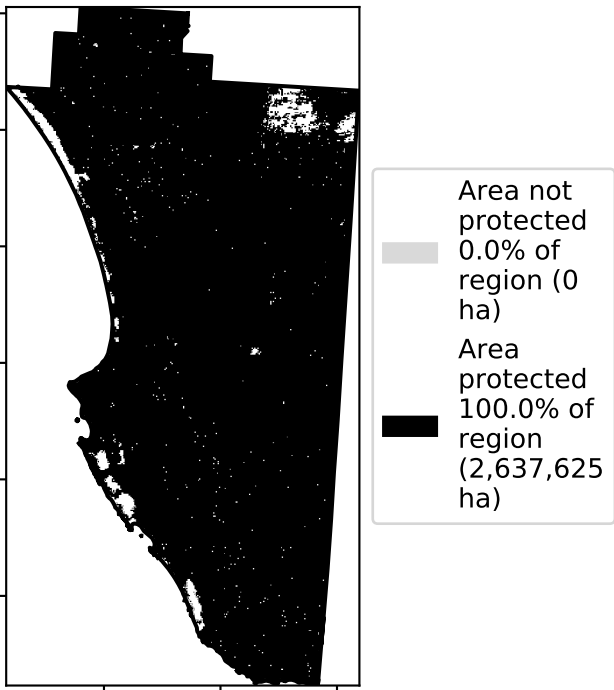 Area not
protected
0.0% of
region (0
ha)
Area
protected
100.0% of
region
(2,637,625
ha)